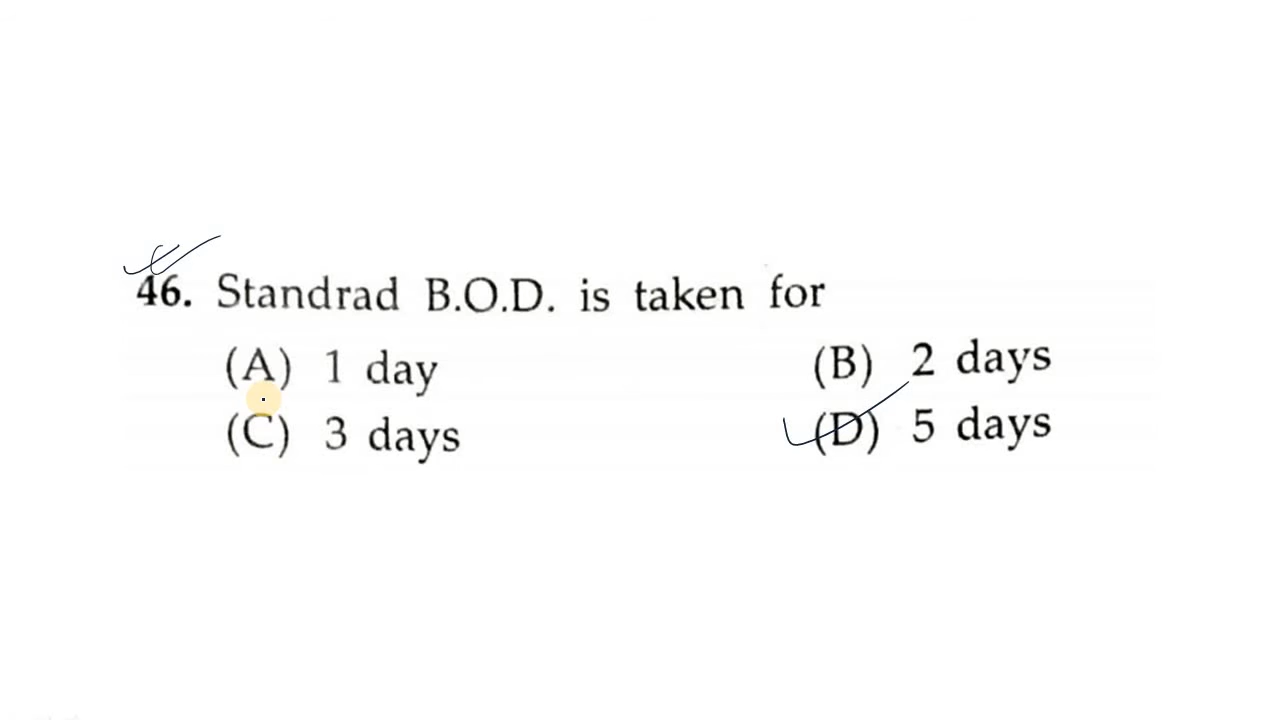 46. Standrad B.O.D. is taken for
(A) 1 day (B) 2 days
(C) 3 days (D) 5 days